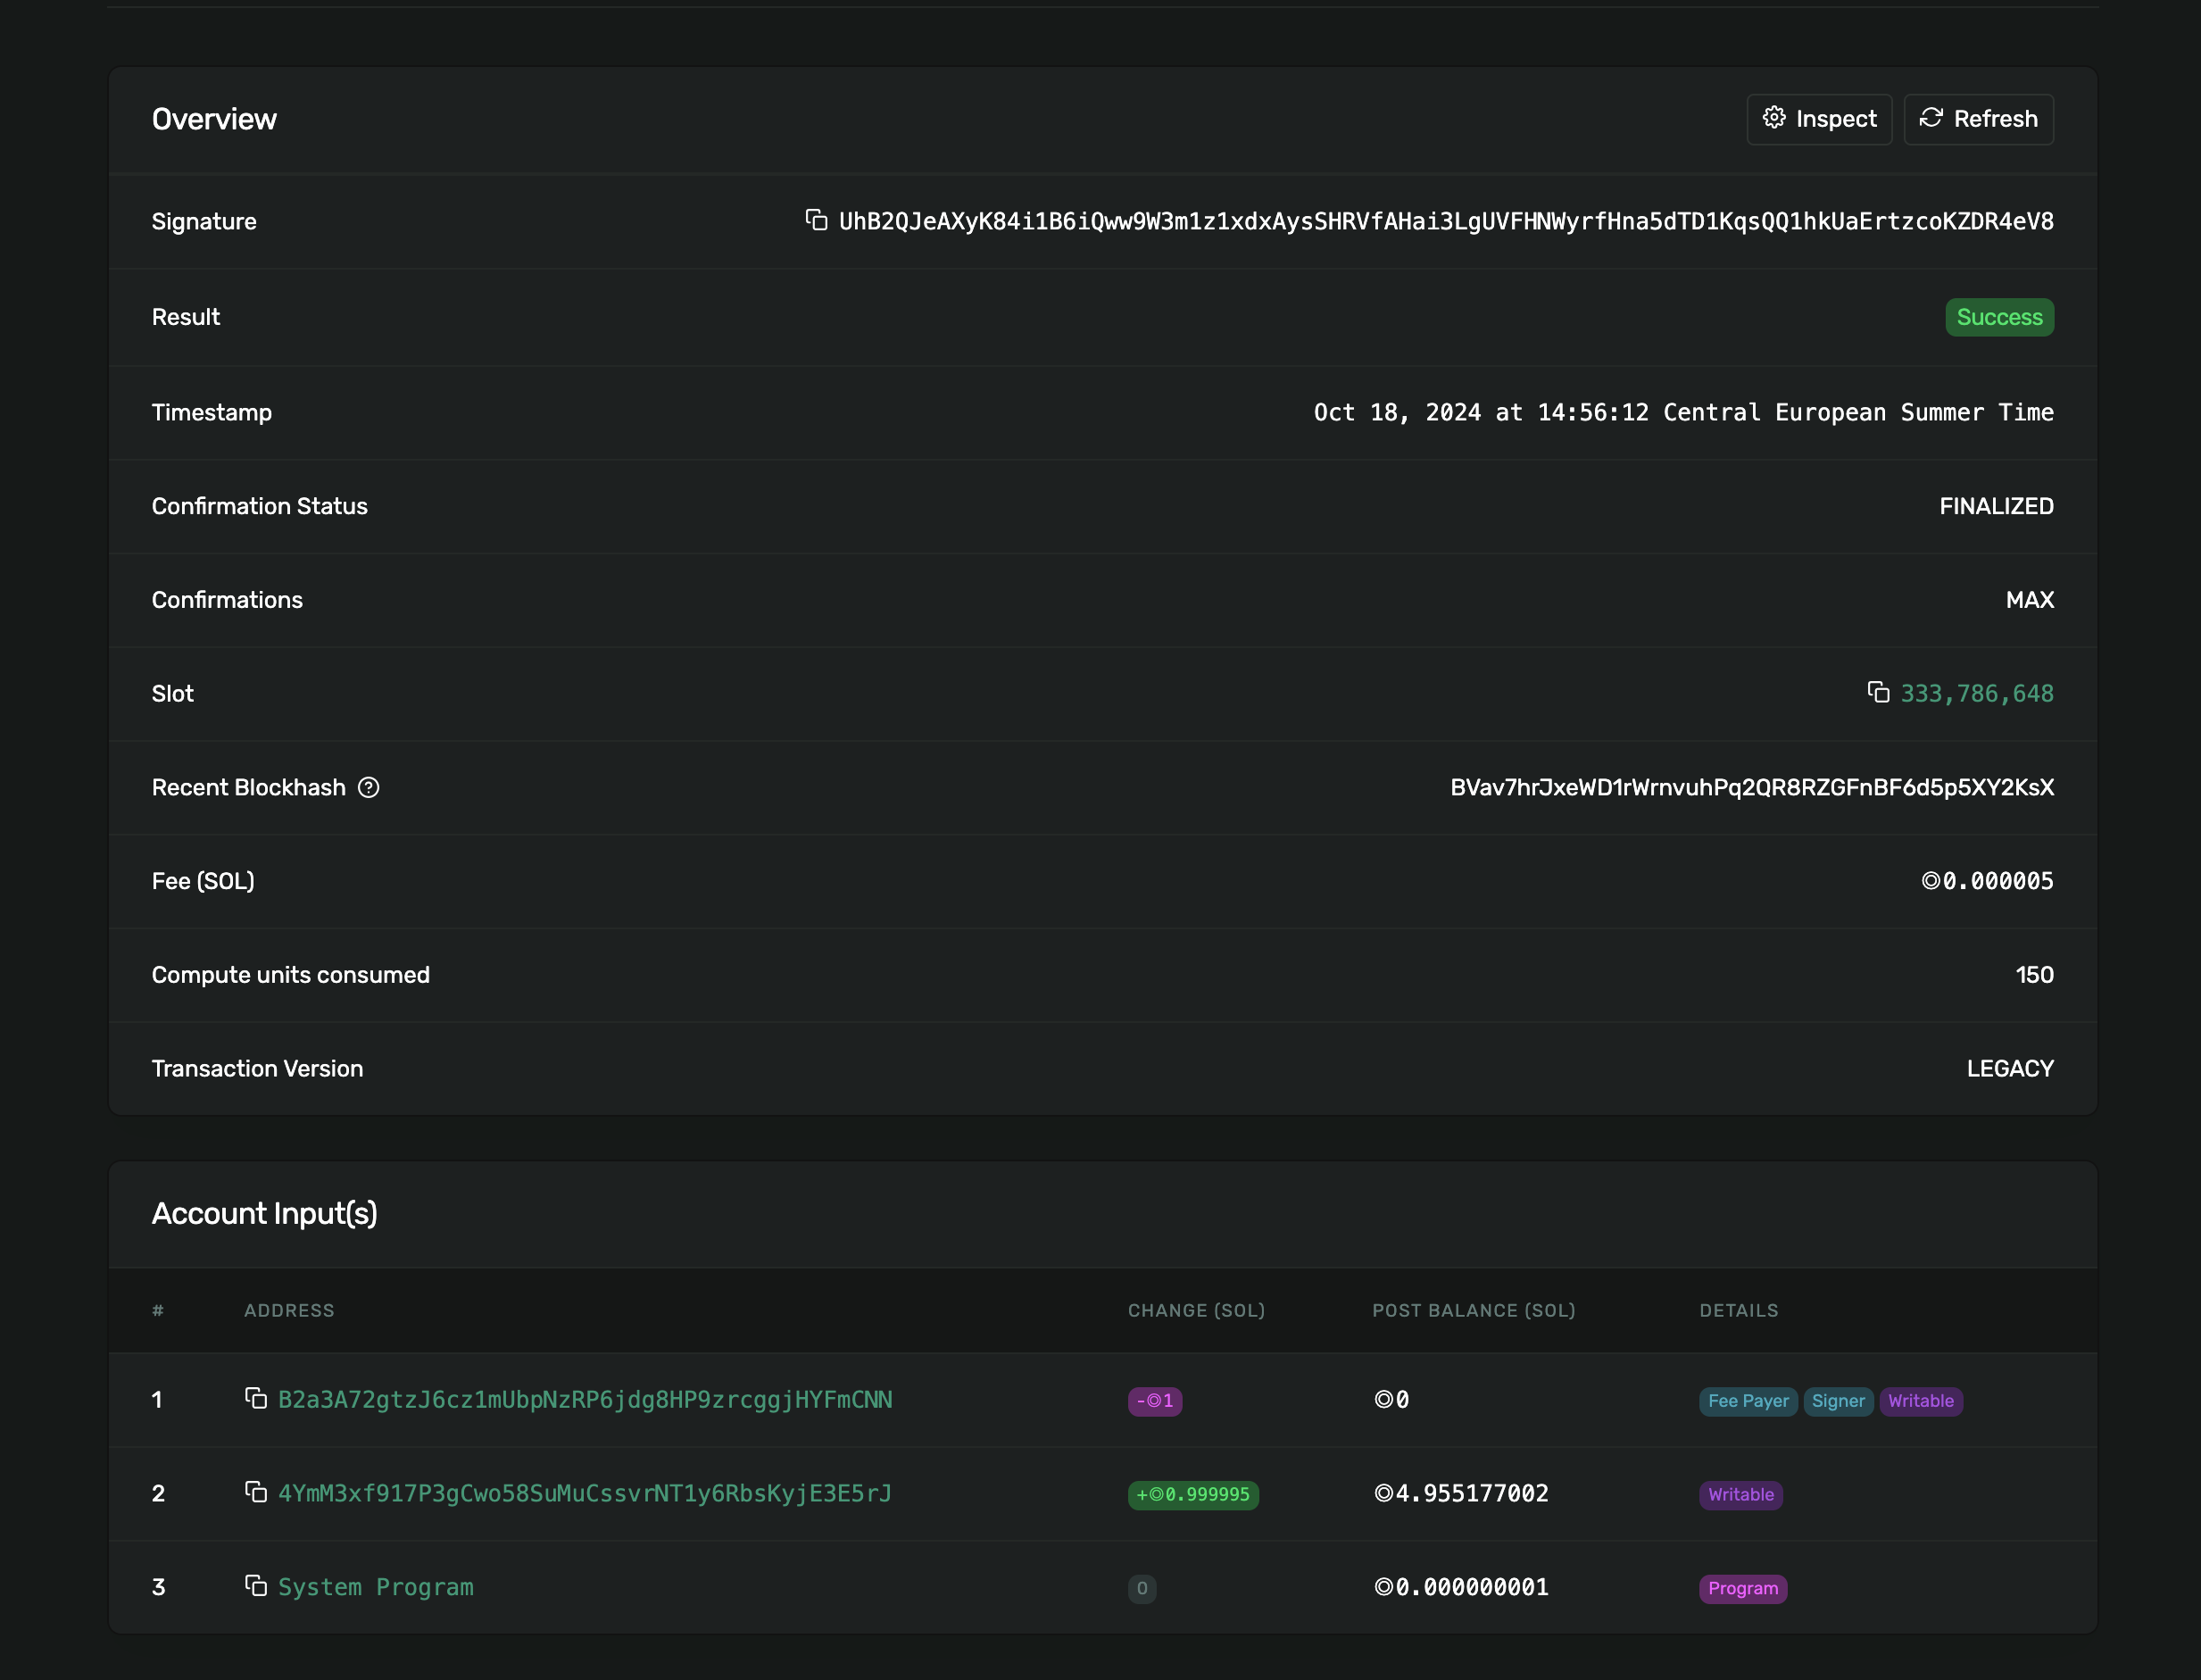 Overview
Inspect
Refresh
Signature UhB2QJeAXyK84i1B6iQww9W3m1z1xdxAysSHRVfAHai3LgUVFHNWyrfHna5dTD1KqsQQ1hkUaErtzcoKZDR4eV8
Result Success
Timestamp Oct 18, 2024 at 14:56:12 Central European Summer Time
Confirmation Status FINALIZED
Confirmations MAX
Slot 333,786,648
Recent Blockhash BVav7hrJxeWD1rWrnvuhPq2QR8RZGFnBF6d5p5XY2KsX
Fee (SOL) ◎0.000005
Compute units consumed 150
Transaction Version LEGACY
Account Input(s)
# ADDRESS CHANGE (SOL) POST BALANCE (SOL) DETAILS
1 B2a3A72gtzJ6cz1mUbpNzRP6jdg8HP9zrcggjHYFmCNN -◎1 ◎0 Fee Payer Signer Writable
2 4YmM3xf917P3gCwo58SuMuCssvrNT1y6RbsKyjE3E5rJ +◎0.999995 ◎4.955177002 Writable
3 System Program 0 ◎0.000000001 Program